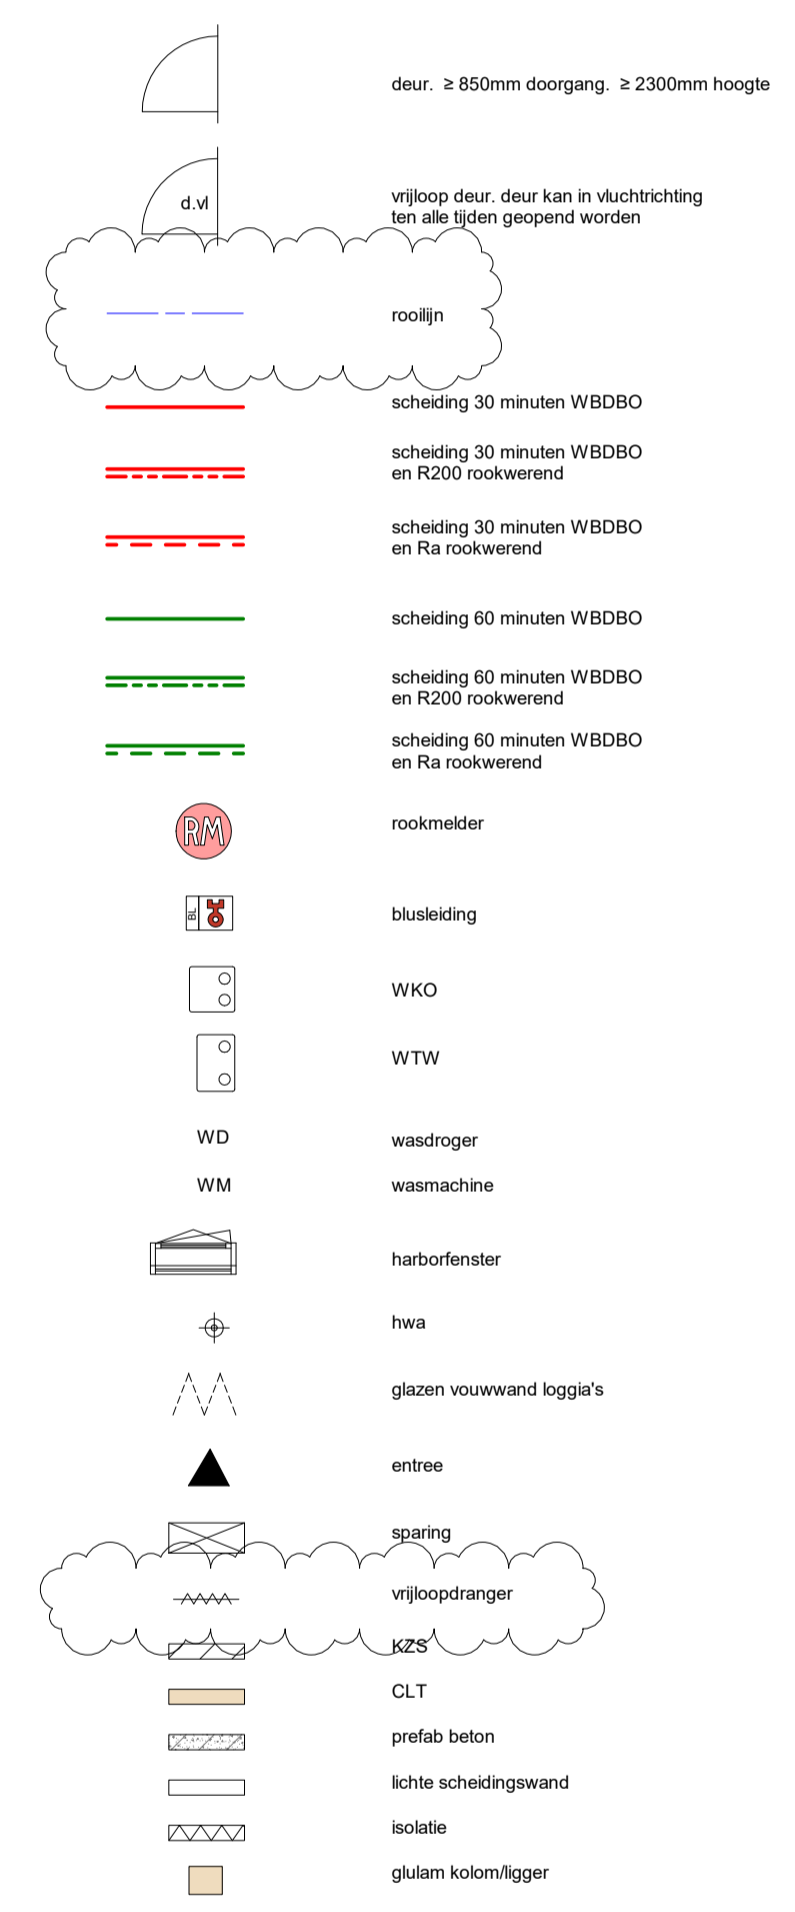 deur. ≥ 850mm doorgang. ≥ 2300mm hoogte
d.vl
vrijloop deur. deur kan in vluchtrichting
ten alle tijden geopend worden
rooilijn
scheiding 30 minuten WBDBO
scheiding 30 minuten WBDBO
en R200 rookwerend
scheiding 30 minuten WBDBO
en Ra rookwerend
scheiding 60 minuten WBDBO
scheiding 60 minuten WBDBO
en R200 rookwerend
scheiding 60 minuten WBDBO
en Ra rookwerend
RM rookmelder
BL blusleiding
WKO
WTW
WD wasdroger
WM wasmachine
harborfenster
hwa
glazen vouwwand loggia's
entree
sparing
vrijloopdranger
KZS
CLT
prefab beton
lichte scheidingswand
isolatie
glulam kolom/ligger